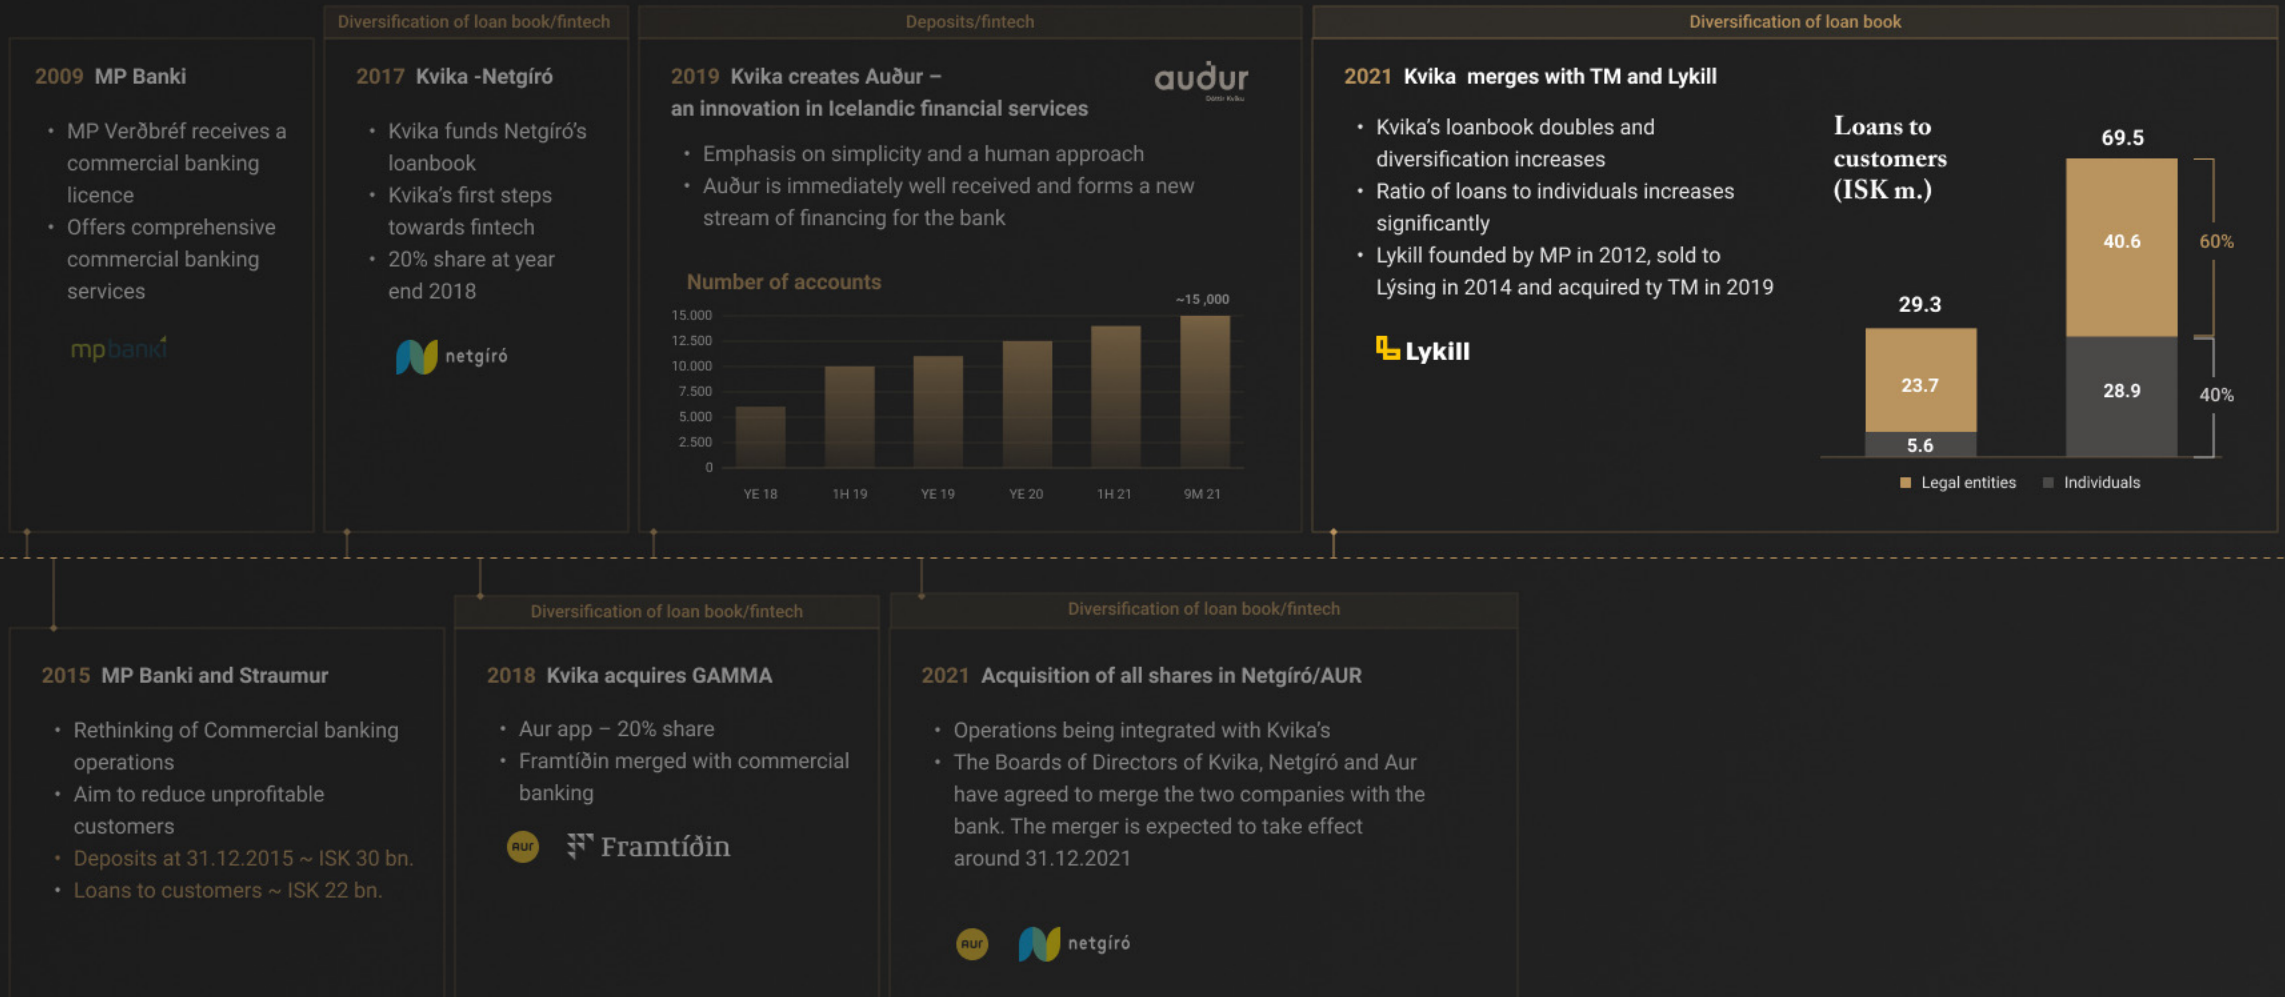 2009 MP Banki
• MP Verðbréf receives a
commercial banking
licence
• Offers comprehensive
commercial banking
services
mpbanki
Diversification of loan book/fintech
2017 Kvika -Netgíró
• Kvika funds Netgíró's
loanbook
• Kvika's first steps
towards fintech
• 20% share at year
end 2018
netgíró
Deposits/fintech
2019 Kvika creates Auður –
an innovation in Icelandic financial services
auður
Dóttir Kviku
• Emphasis on simplicity and a human approach
• Auður is immediately well received and forms a new
stream of financing for the bank
Number of accounts
~15 ,000
15.000
12.500
10.000
7.500
5.000
2.500
0
YE 18 1H 19 YE 19 YE 20 1H 21 9M 21
Diversification of loan book
2021 Kvika merges with TM and Lykill
• Kvika's loanbook doubles and
diversification increases
• Ratio of loans to individuals increases
significantly
• Lykill founded by MP in 2012, sold to
Lýsing in 2014 and acquired ty TM in 2019
Lykill
Loans to
customers
(ISK m.)
29.3
23.7
5.6
69.5
40.6
28.9
60%
40%
Legal entities Individuals
2015 MP Banki and Straumur
• Rethinking of Commercial banking
operations
• Aim to reduce unprofitable
customers
• Deposits at 31.12.2015 ~ ISK 30 bn.
• Loans to customers ~ ISK 22 bn.
Diversification of loan book/fintech
2018 Kvika acquires GAMMA
• Aur app – 20% share
• Framtíðin merged with commercial
banking
Aur Framtíðin
Diversification of loan book/fintech
2021 Acquisition of all shares in Netgíró/AUR
• Operations being integrated with Kvika's
• The Boards of Directors of Kvika, Netgíró and Aur
have agreed to merge the two companies with the
bank. The merger is expected to take effect
around 31.12.2021
Aur netgíró